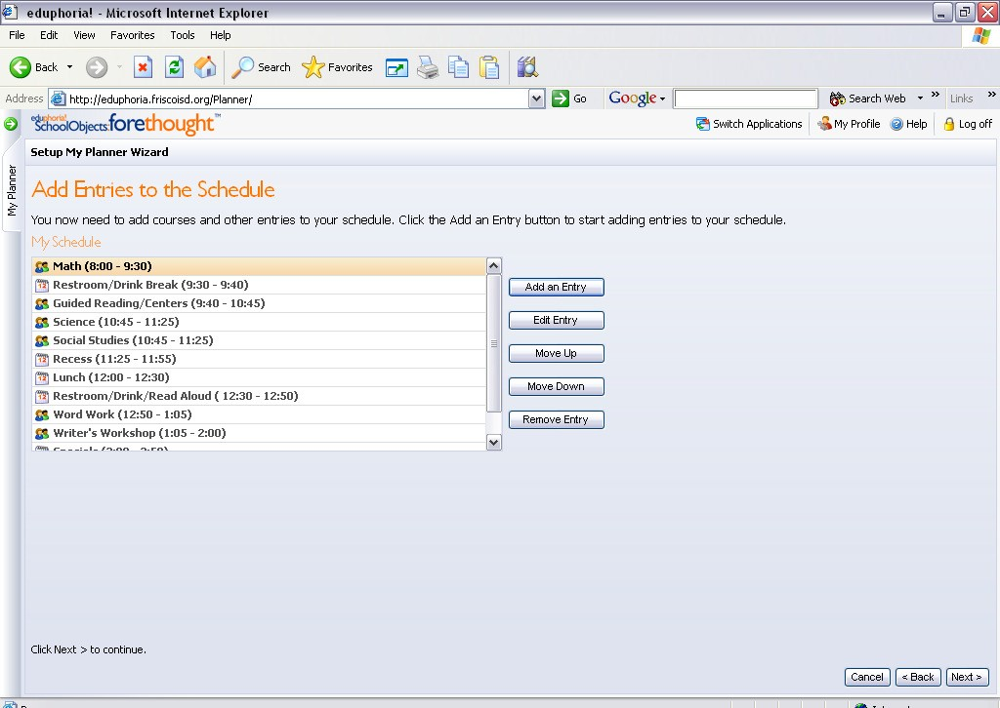 eduphoria! - Microsoft Internet Explorer
File Edit View Favorites Tools Help
Back Search Favorites
Address http://eduphoria.friscoisd.org/Planner/ Go Google Search Web » Links »
eduphoria! SchoolObjects:forethought™ Switch Applications My Profile Help Log off
My Planner
Setup My Planner Wizard
Add Entries to the Schedule
You now need to add courses and other entries to your schedule. Click the Add an Entry button to start adding entries to your schedule.
My Schedule
Math (8:00 - 9:30)
Restroom/Drink Break (9:30 - 9:40)
Guided Reading/Centers (9:40 - 10:45)
Science (10:45 - 11:25)
Social Studies (10:45 - 11:25)
Recess (11:25 - 11:55)
Lunch (12:00 - 12:30)
Restroom/Drink/Read Aloud ( 12:30 - 12:50)
Word Work (12:50 - 1:05)
Writer's Workshop (1:05 - 2:00)
Add an Entry
Edit Entry
Move Up
Move Down
Remove Entry
Click Next > to continue.
Cancel < Back Next >